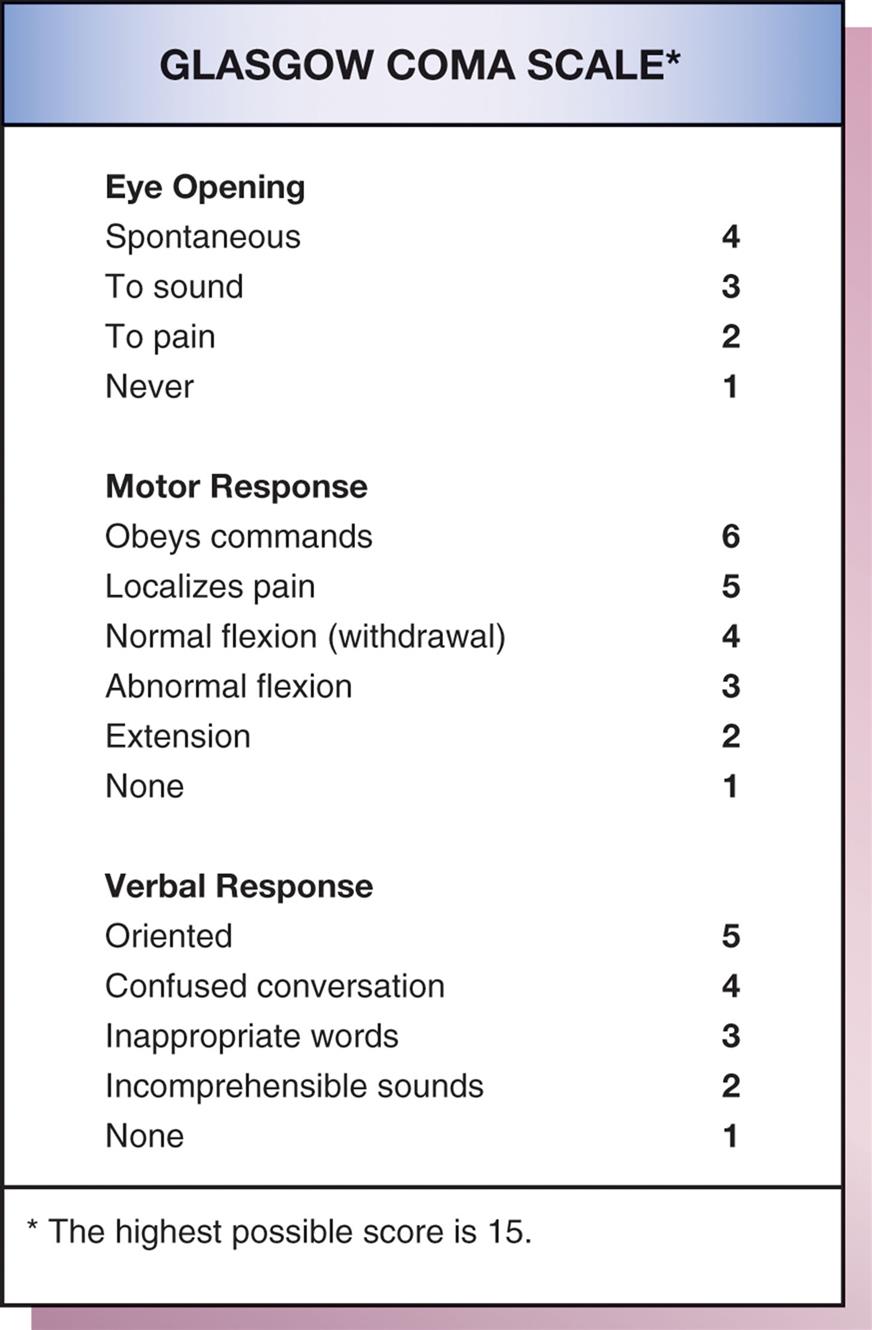 GLASGOW COMA SCALE*
Eye Opening
Spontaneous 4
To sound 3
To pain 2
Never 1
Motor Response
Obeys commands 6
Localizes pain 5
Normal flexion (withdrawal) 4
Abnormal flexion 3
Extension 2
None 1
Verbal Response
Oriented 5
Confused conversation 4
Inappropriate words 3
Incomprehensible sounds 2
None 1
* The highest possible score is 15.